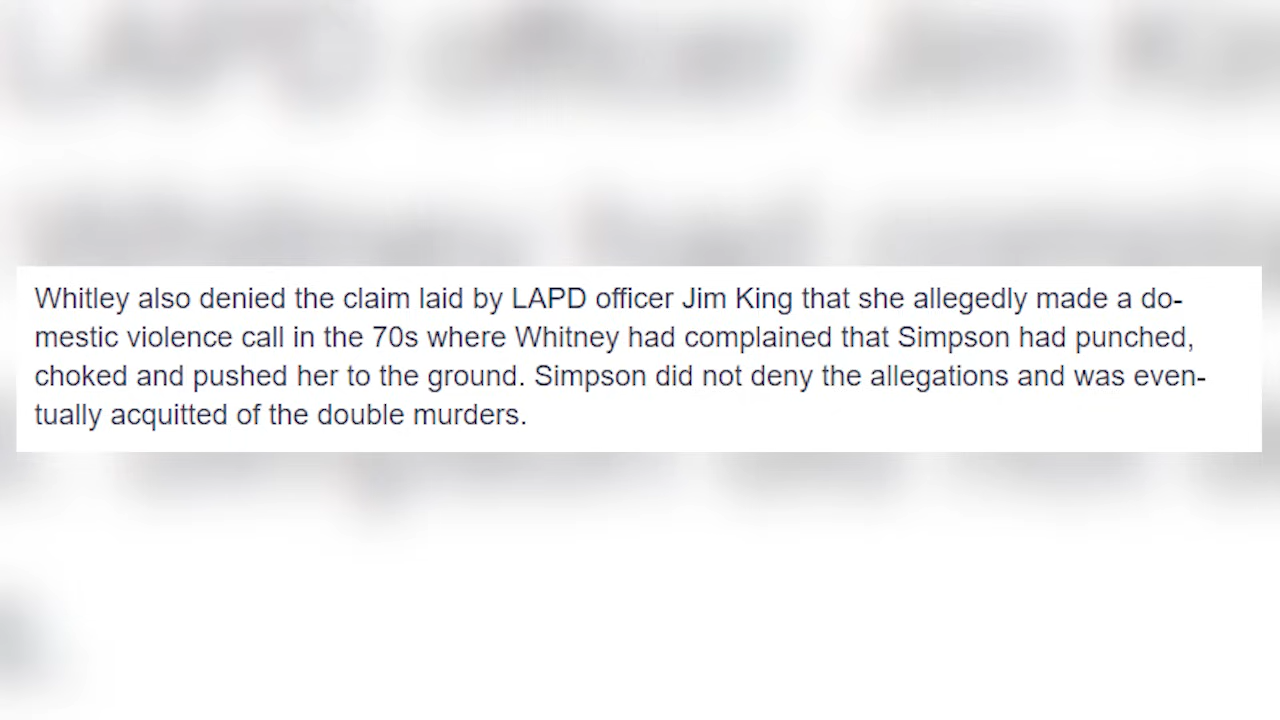 Whitley also denied the claim laid by LAPD officer Jim King that she allegedly made a do-
mestic violence call in the 70s where Whitney had complained that Simpson had punched,
choked and pushed her to the ground. Simpson did not deny the allegations and was even-
tually acquitted of the double murders.